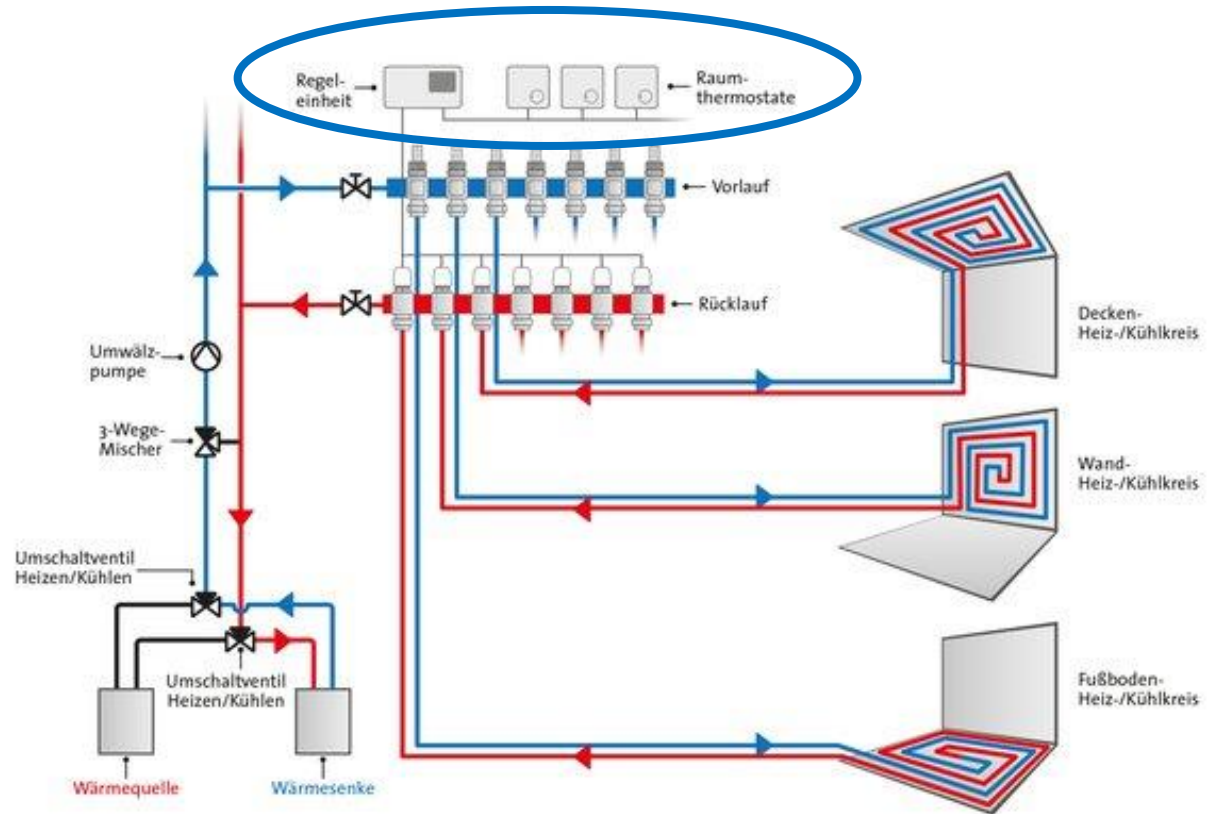 Regel-
einheit
Raum-
thermostate
Vorlauf
Rücklauf
Decken-
Heiz-/Kühlkreis
Umwälz-
pumpe
3-Wege-
Mischer
Wand-
Heiz-/Kühlkreis
Umschaltventil
Heizen/Kühlen
Umschaltventil
Heizen/Kühlen
Fußboden-
Heiz-/Kühlkreis
Wärmequelle
Wärmesenke